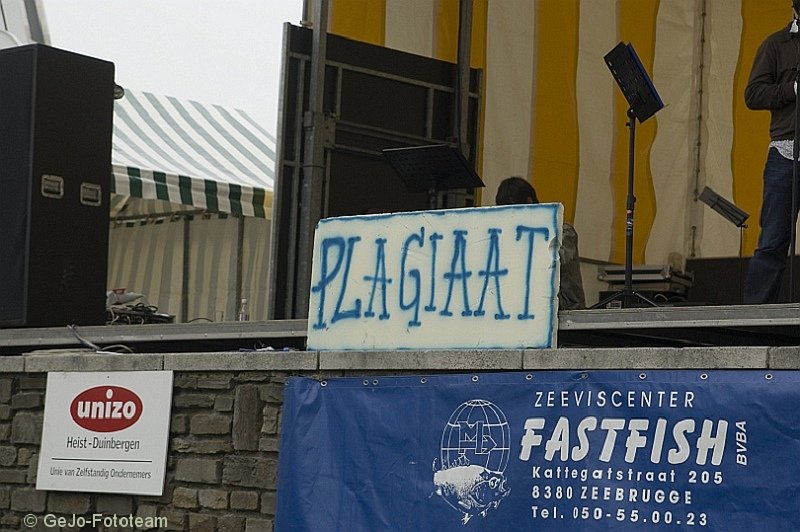 PLAGIAAT
unizo
Heist-Duinbergen
Unie van Zelfstandig Ondernemers
ZEEVISCENTER
FASTFISH BVBA
Kattegatstraat 205
8380 ZEEBRUGGE
Tel. 050-55.00.23
© GeJo-Fototeam